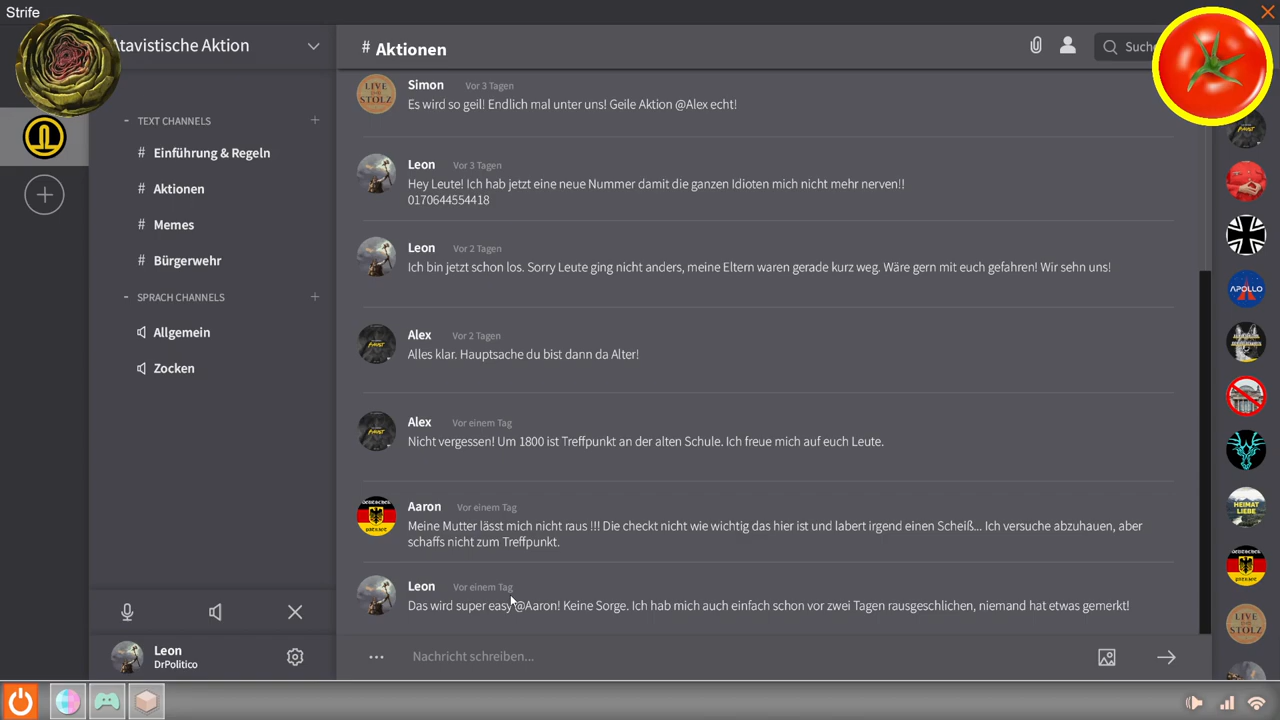 Strife
Atavistische Aktion
# Aktionen
Suche
TEXT CHANNELS
# Einführung & Regeln
# Aktionen
# Memes
# Bürgerwehr
SPRACH CHANNELS
Allgemein
Zocken
Leon
DrPolitico
LIVE
STOLZ
Simon Vor 3 Tagen
Es wird so geil! Endlich mal unter uns! Geile Aktion @Alex echt!
Leon Vor 3 Tagen
Hey Leute! Ich hab jetzt eine neue Nummer damit die ganzen Idioten mich nicht mehr nerven!!
0170644554418
Leon Vor 2 Tagen
Ich bin jetzt schon los. Sorry Leute ging nicht anders, meine Eltern waren gerade kurz weg. Wäre gern mit euch gefahren! Wir sehn uns!
Alex Vor 2 Tagen
Alles klar. Hauptsache du bist dann da Alter!
Alex Vor einem Tag
Nicht vergessen! Um 1800 ist Treffpunkt an der alten Schule. Ich freue mich auf euch Leute.
Aaron Vor einem Tag
Meine Mutter lässt mich nicht raus !!! Die checkt nicht wie wichtig das hier ist und labert irgend einen Scheiß... Ich versuche abzuhauen, aber
schaffs nicht zum Treffpunkt.
Leon Vor einem Tag
Das wird super easy @Aaron! Keine Sorge. Ich hab mich auch einfach schon vor zwei Tagen rausgeschlichen, niemand hat etwas gemerkt!
Nachricht schreiben...
APOLLO
HEIMAT
LIEBE
LIVE
STOLZ